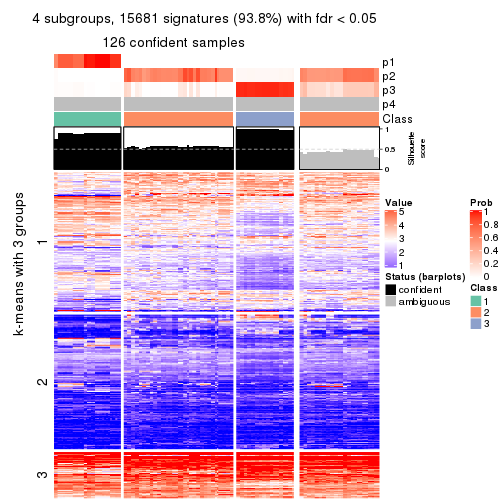 4 subgroups, 15681 signatures (93.8%) with fdr < 0.05
126 confident samples
p1
p2
p3
p4
Class
1
0.5
0
Silhouette
score
k-means with 3 groups
1
2
3
Value
5
4
3
2
1
Status (barplots)
confident
ambiguous
Prob
1
0.8
0.6
0.4
0.2
0
Class
1
2
3